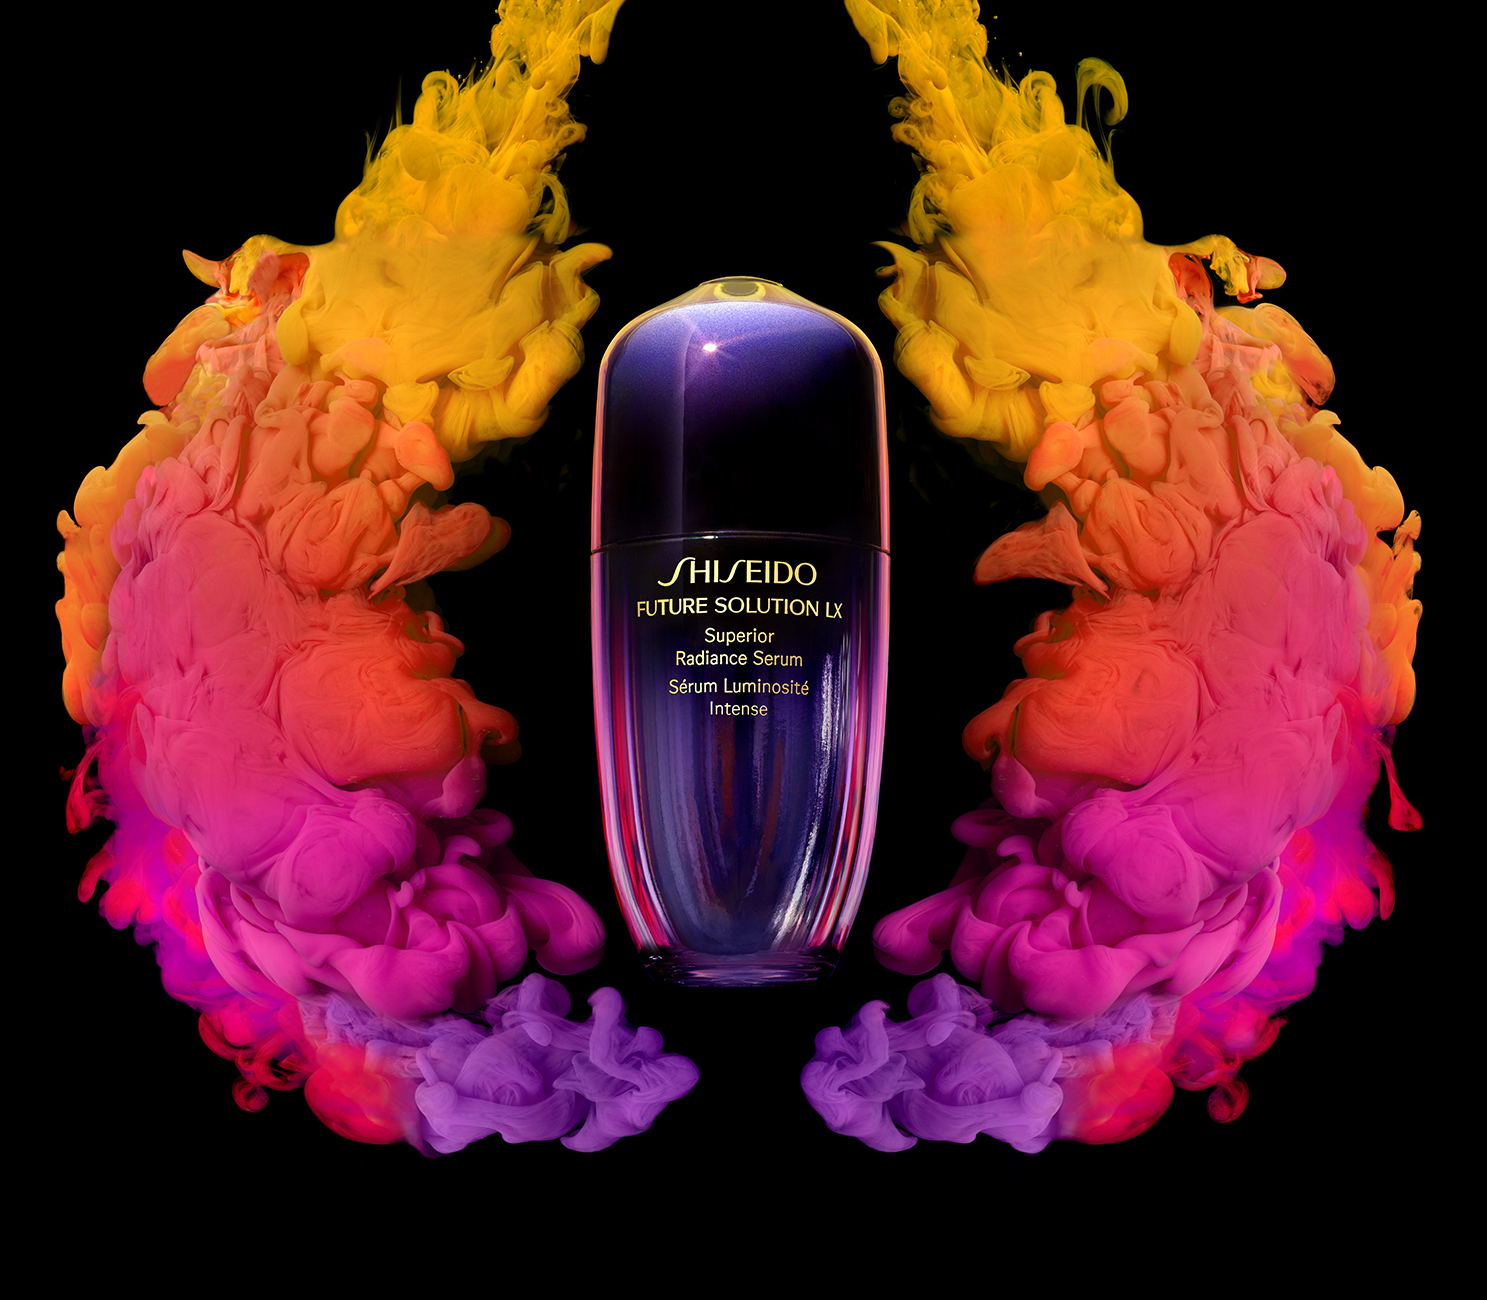 SHISEIDO
FUTURE SOLUTION LX
Superior
Radiance Serum
Sérum Luminosité
Intense